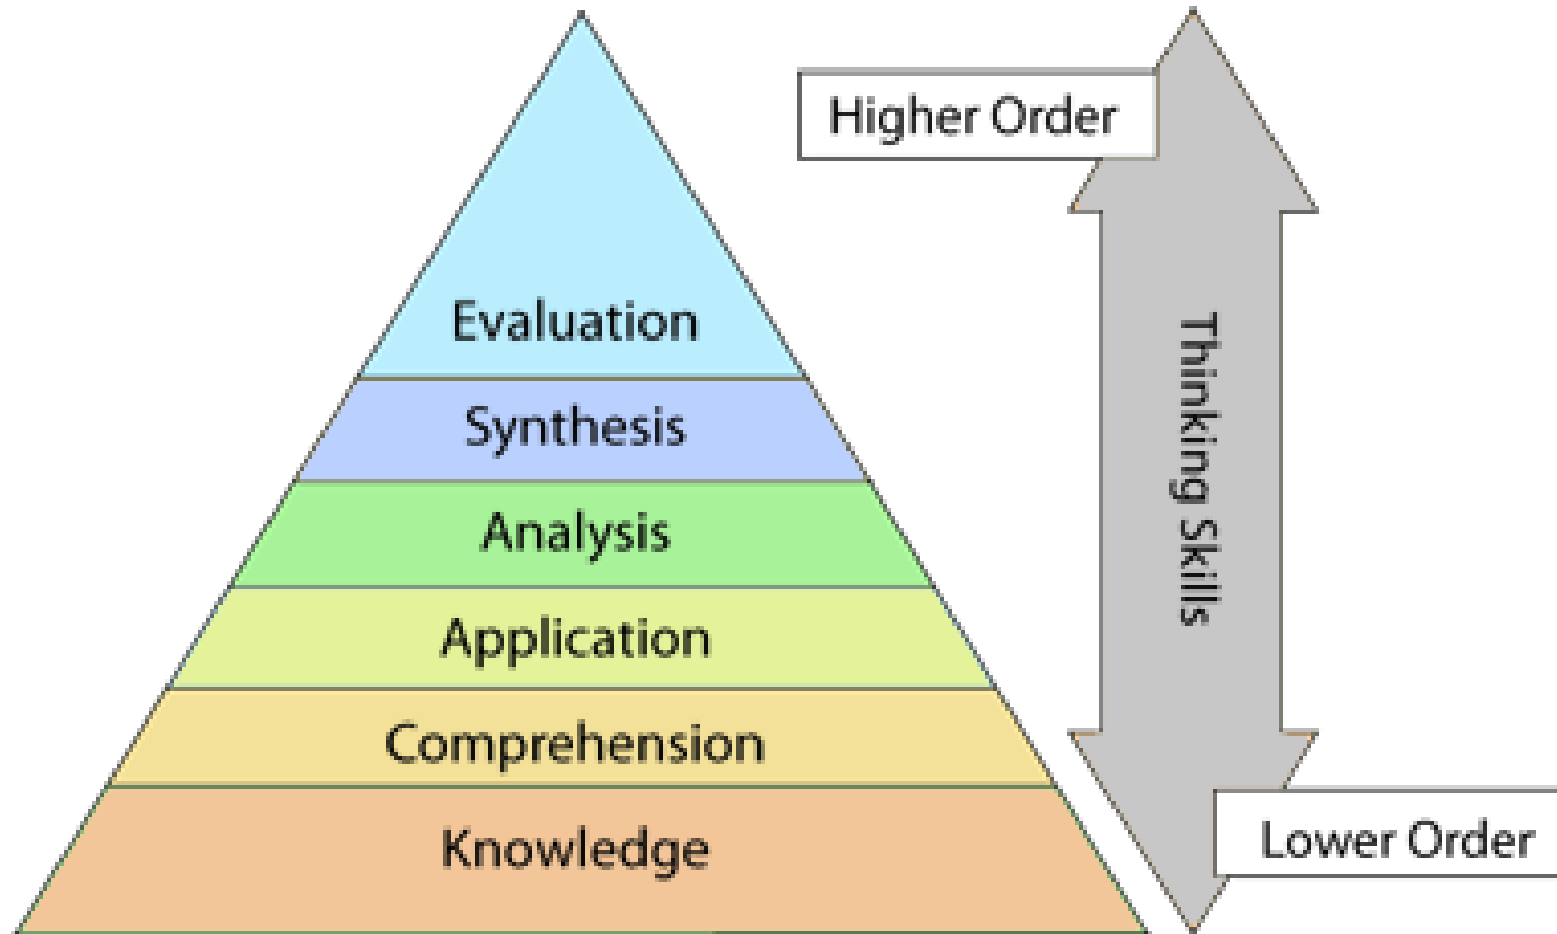 Higher Order
Evaluation
Synthesis
Analysis
Application
Comprehension
Knowledge
Thinking Skills
Lower Order